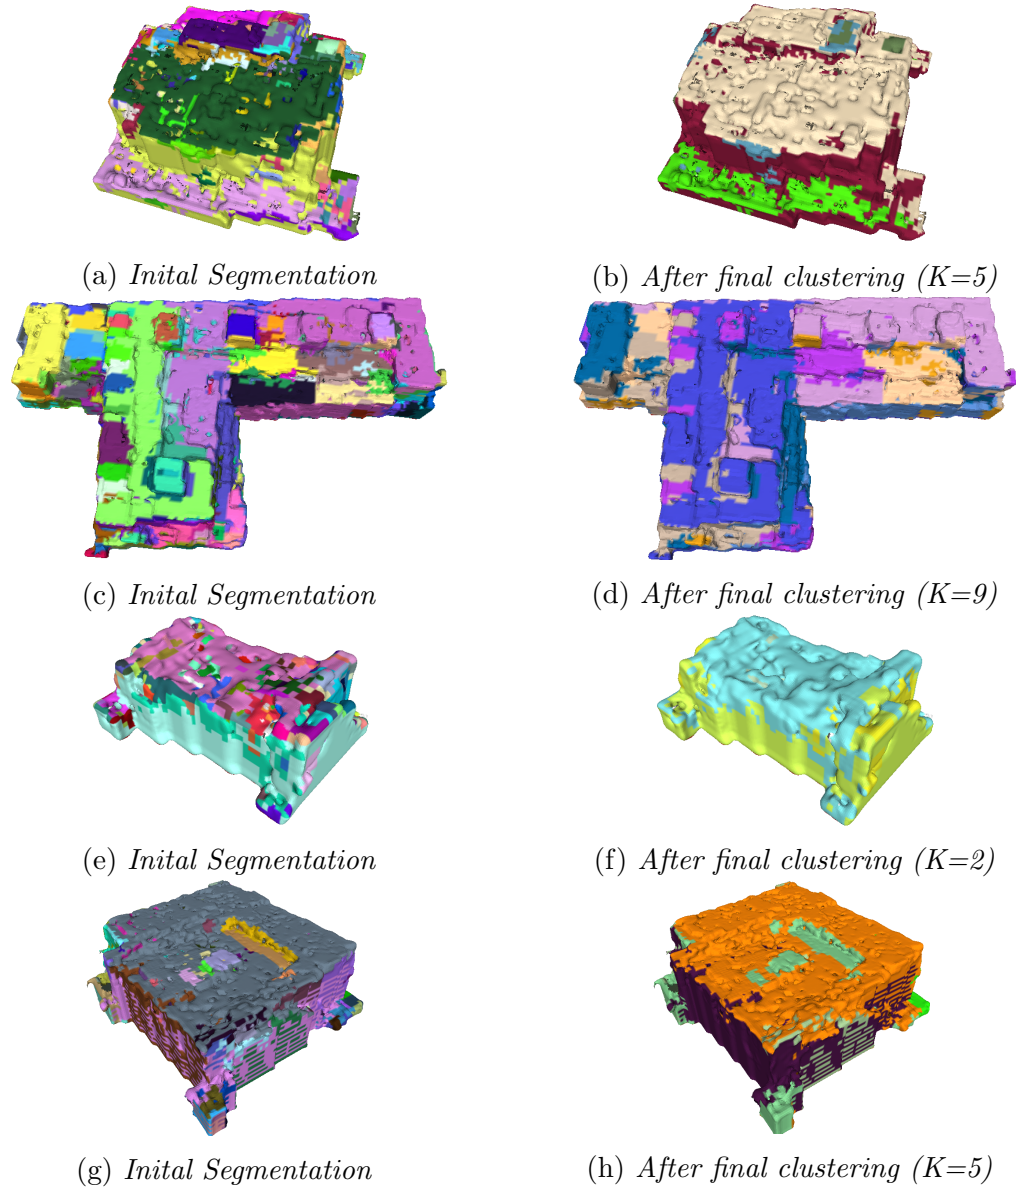 (a) Inital Segmentation
(b) After final clustering (K=5)
(c) Inital Segmentation
(d) After final clustering (K=9)
(e) Inital Segmentation
(f) After final clustering (K=2)
(g) Inital Segmentation
(h) After final clustering (K=5)